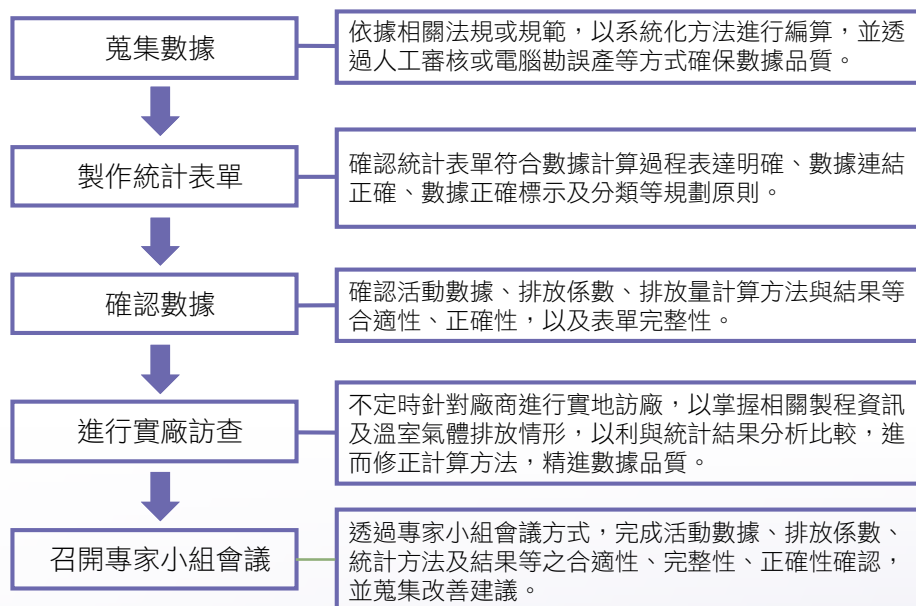 蒐集數據
依據相關法規或規範，以系統化方法進行編算，並透
過人工審核或電腦勘誤產等方式確保數據品質。
製作統計表單
確認統計表單符合數據計算過程表達明確、數據連結
正確、數據正確標示及分類等規劃原則。
確認數據
確認活動數據、排放係數、排放量計算方法與結果等
合適性、正確性，以及表單完整性。
進行實廠訪查
不定時針對廠商進行實地訪廠，以掌握相關製程資訊
及溫室氣體排放情形，以利與統計結果分析比較，進
而修正計算方法，精進數據品質。
召開專家小組會議
透過專家小組會議方式，完成活動數據、排放係數、
統計方法及結果等之合適性、完整性、正確性確認，
並蒐集改善建議。